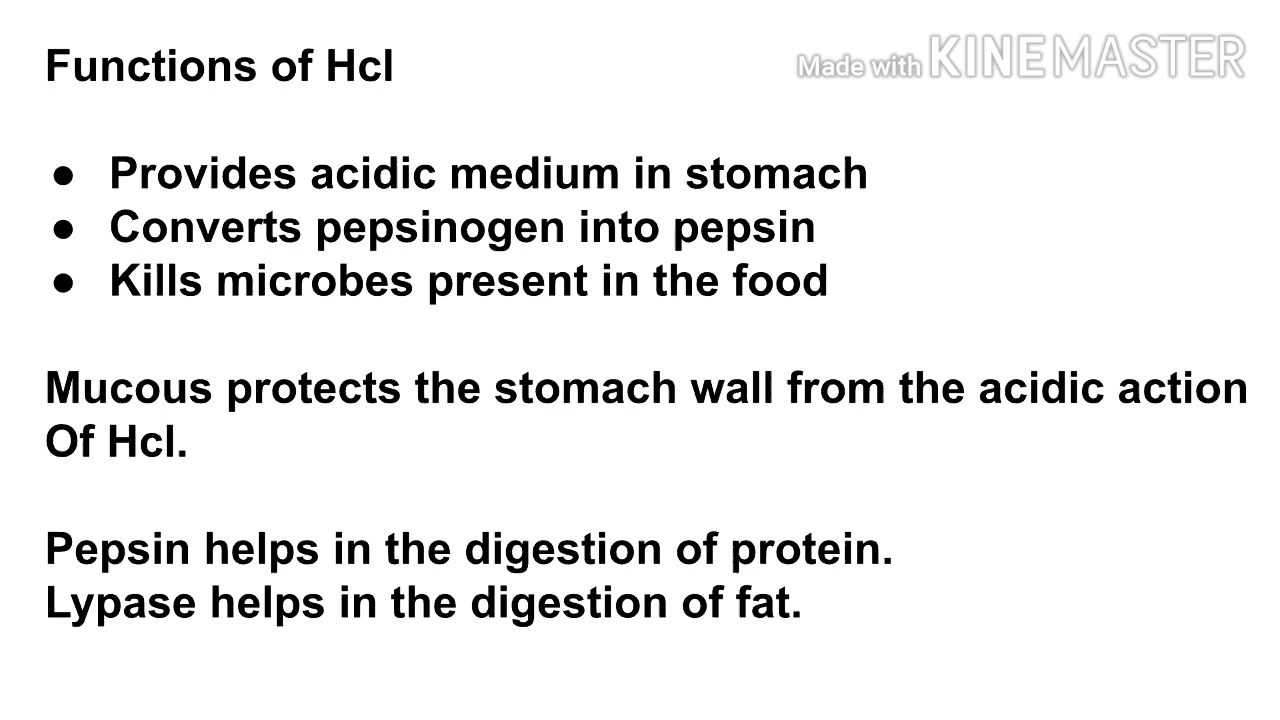 Functions of Hcl
Made with KINEMASTER
● Provides acidic medium in stomach
● Converts pepsinogen into pepsin
● Kills microbes present in the food
Mucous protects the stomach wall from the acidic action
Of Hcl.
Pepsin helps in the digestion of protein.
Lypase helps in the digestion of fat.